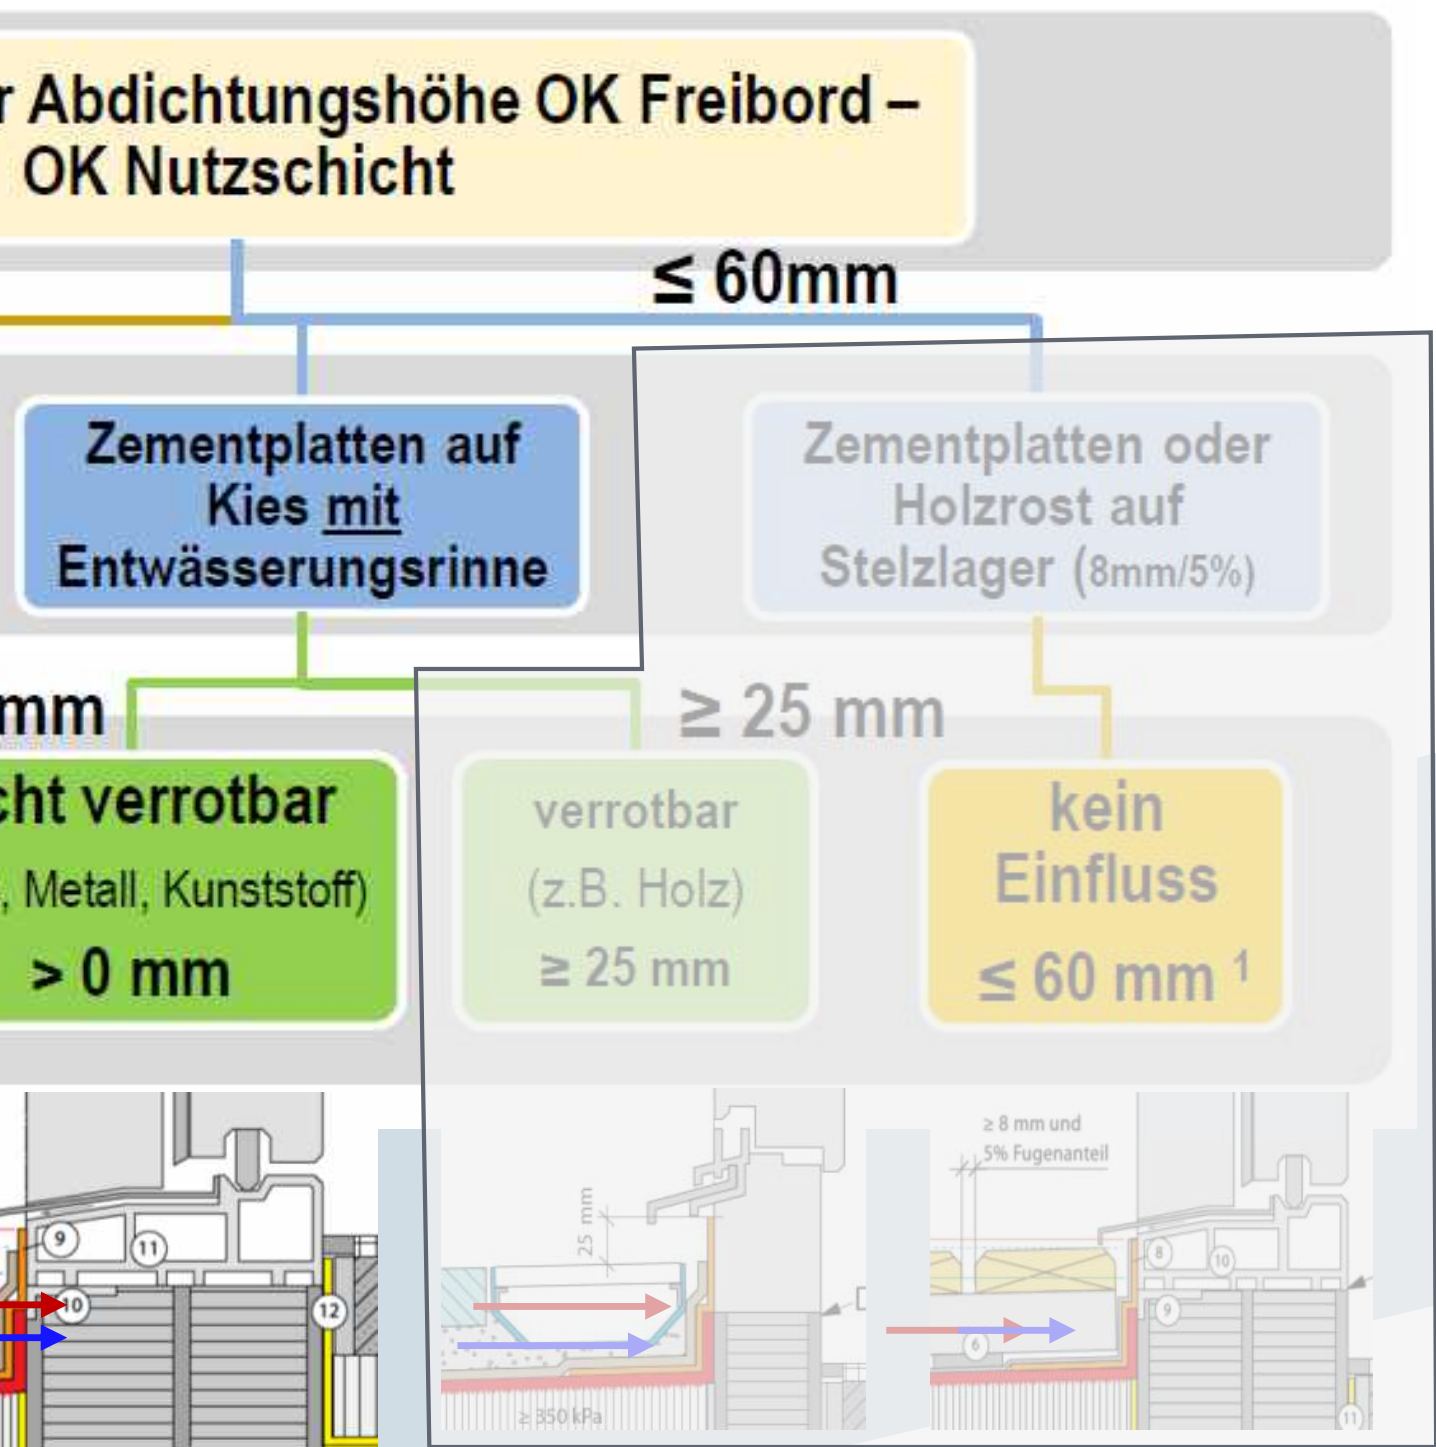 Abdichtungshöhe OK Freibord –
OK Nutzschicht
≤ 60mm
Zementplatten auf
Kies mit
Entwässerungsrinne
Zementplatten oder
Holzrost auf
Stelzlager (8mm/5%)
mm
≥ 25 mm
verrotbar
, Metall, Kunststoff)
> 0 mm
verrotbar
(z.B. Holz)
≥ 25 mm
kein
Einfluss
≤ 60 mm 1
9
11
10
12
25 mm
≥ 350 kPa
≥ 8 mm und
5% Fugenanteil
8
10
9
6
11